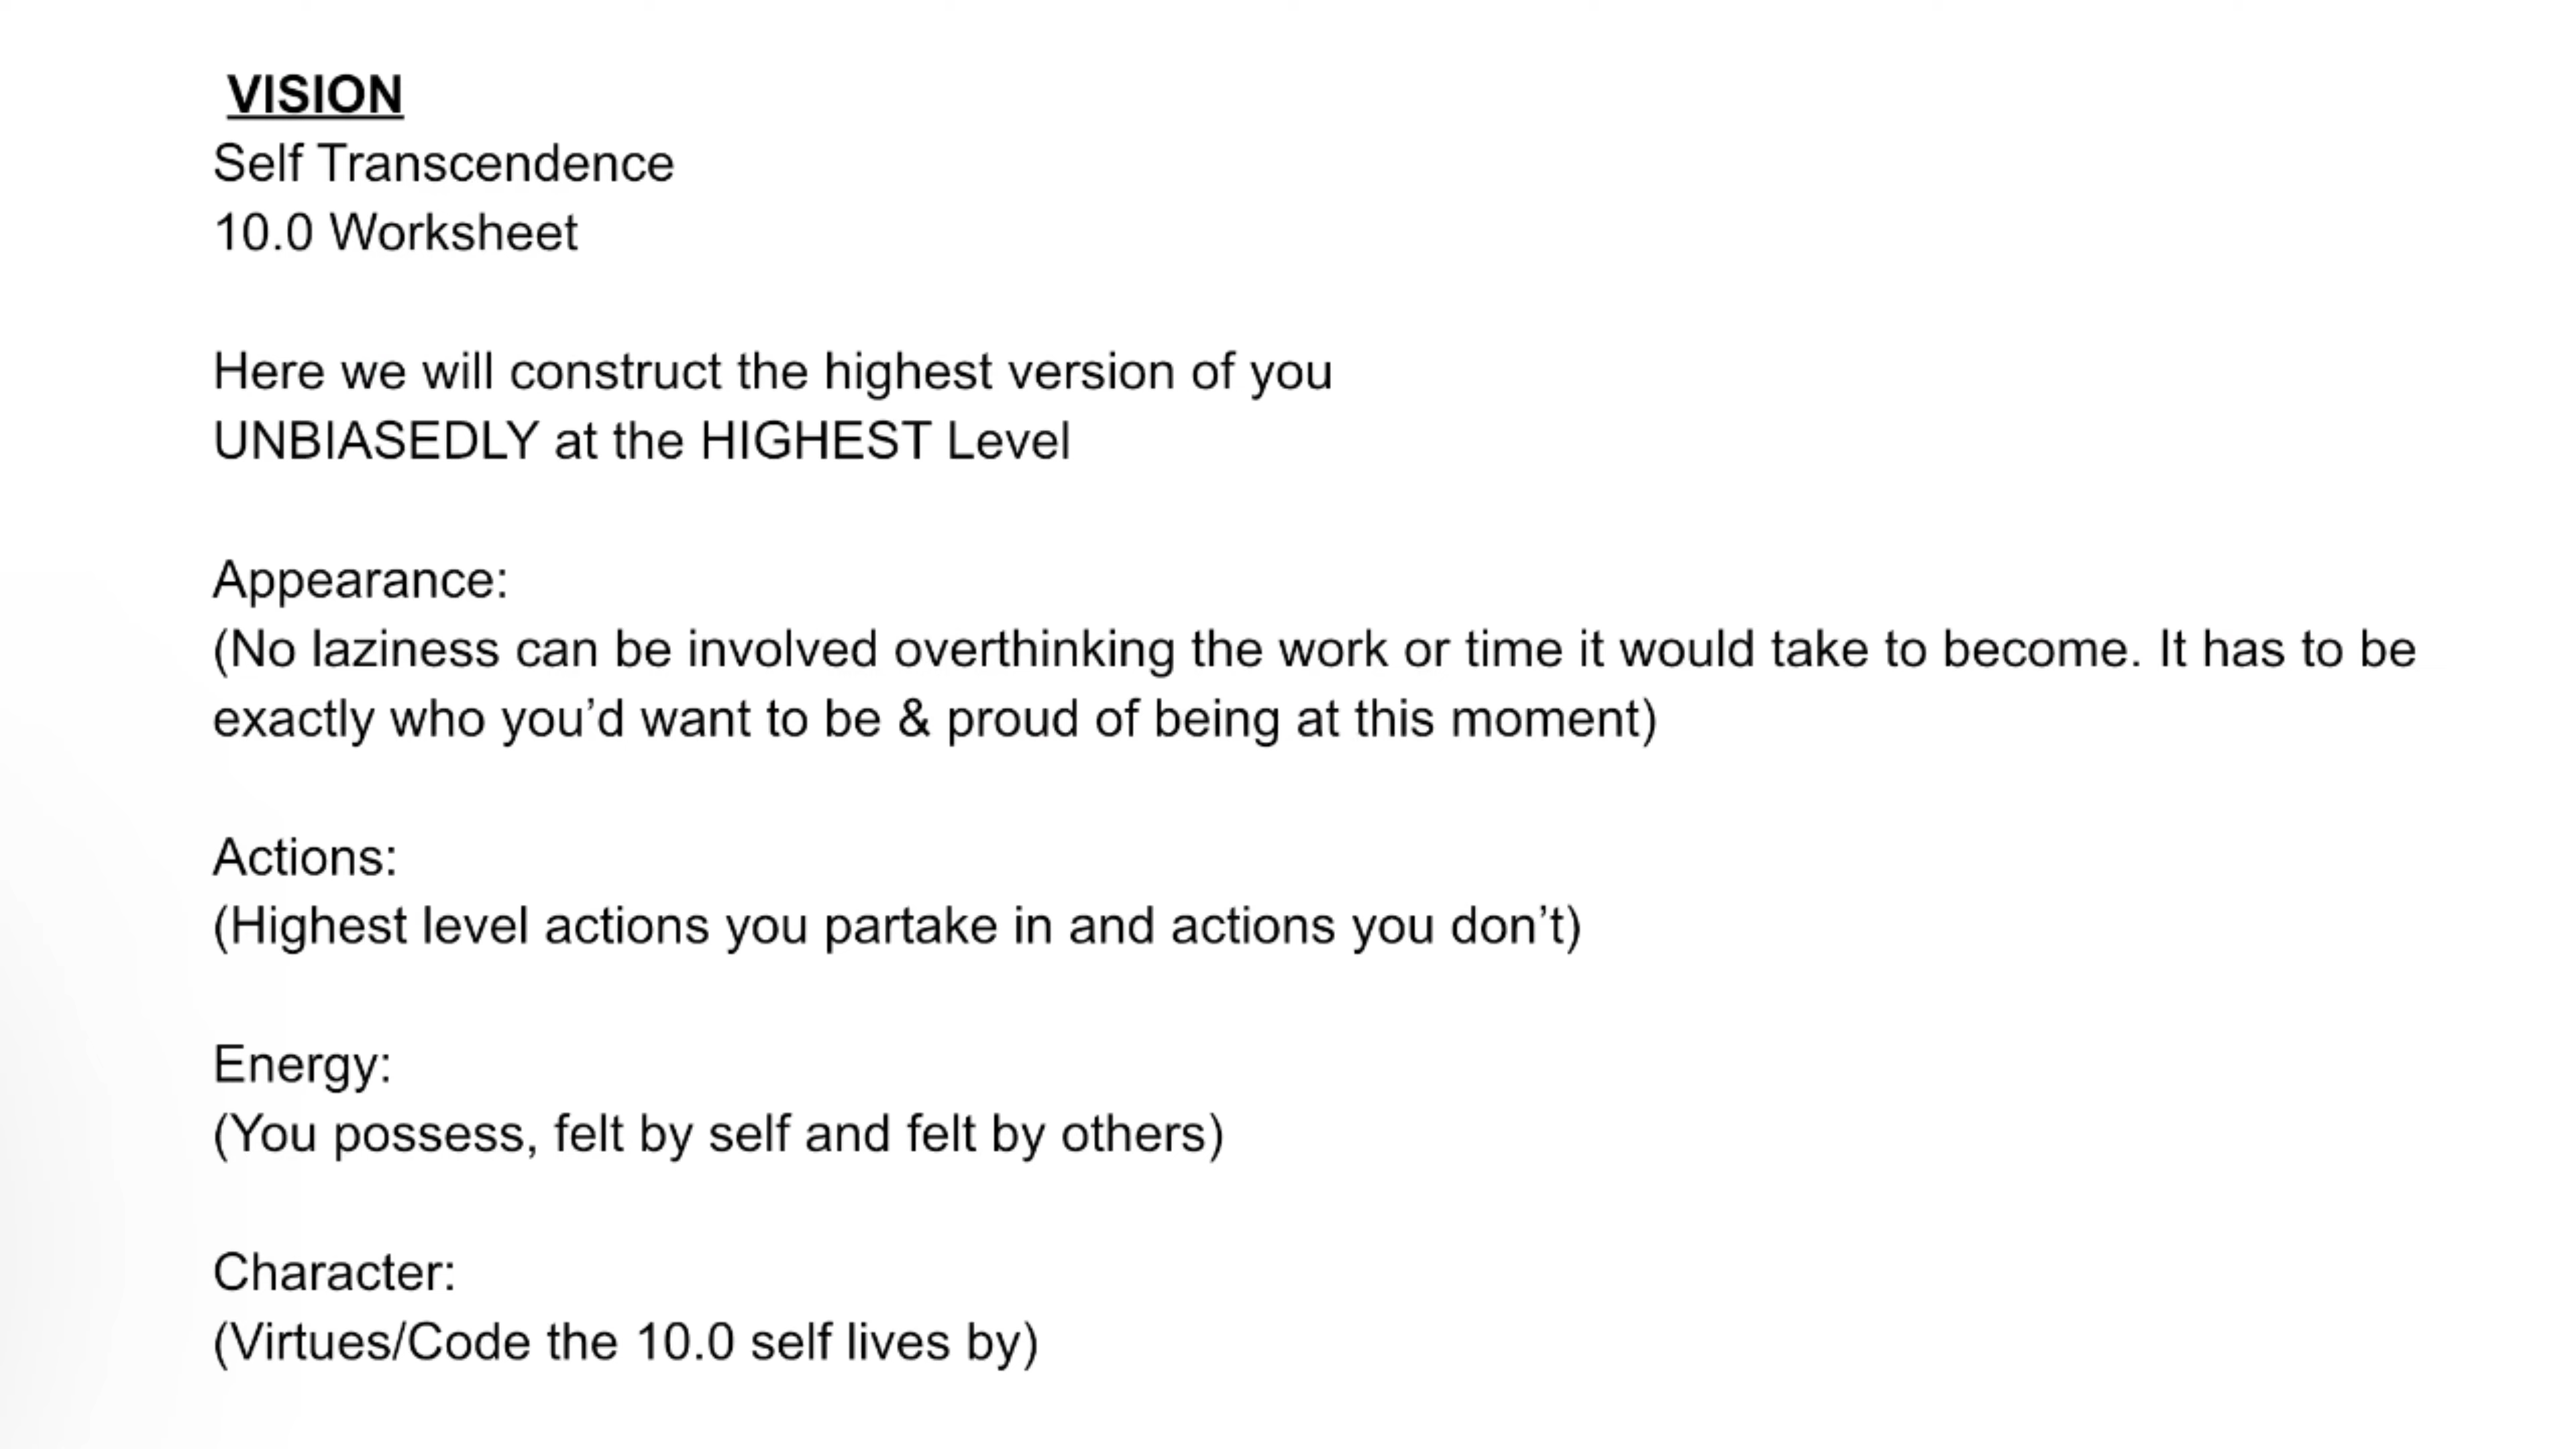 VISION
Self Transcendence
10.0 Worksheet
Here we will construct the highest version of you
UNBIASEDLY at the HIGHEST Level
Appearance:
(No laziness can be involved overthinking the work or time it would take to become. It has to be
exactly who you’d want to be & proud of being at this moment)
Actions:
(Highest level actions you partake in and actions you don’t)
Energy:
(You possess, felt by self and felt by others)
Character:
(Virtues/Code the 10.0 self lives by)